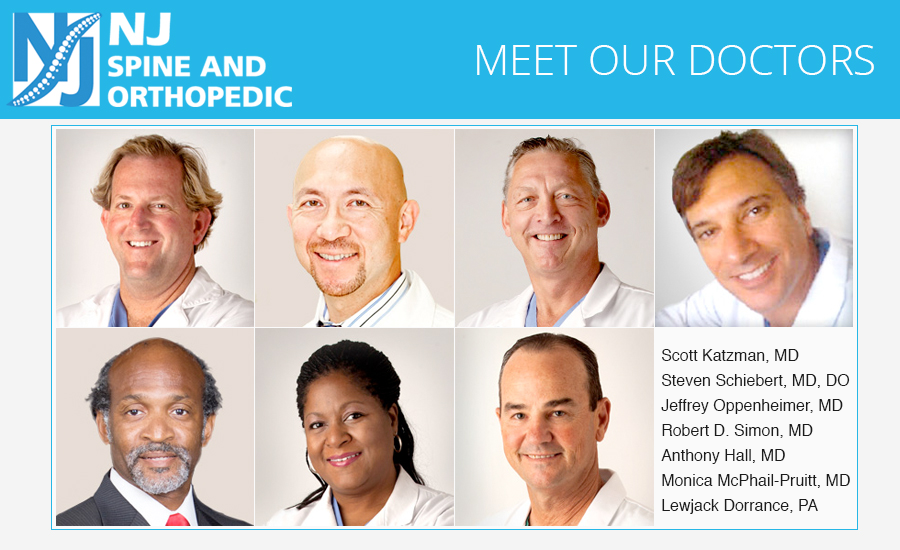 NJ
NJ
SPINE AND
ORTHOPEDIC
MEET OUR DOCTORS
Scott Katzman, MD
Steven Schiebert, MD, DO
Jeffrey Oppenheimer, MD
Robert D. Simon, MD
Anthony Hall, MD
Monica McPhail-Pruitt, MD
Lewjack Dorrance, PA